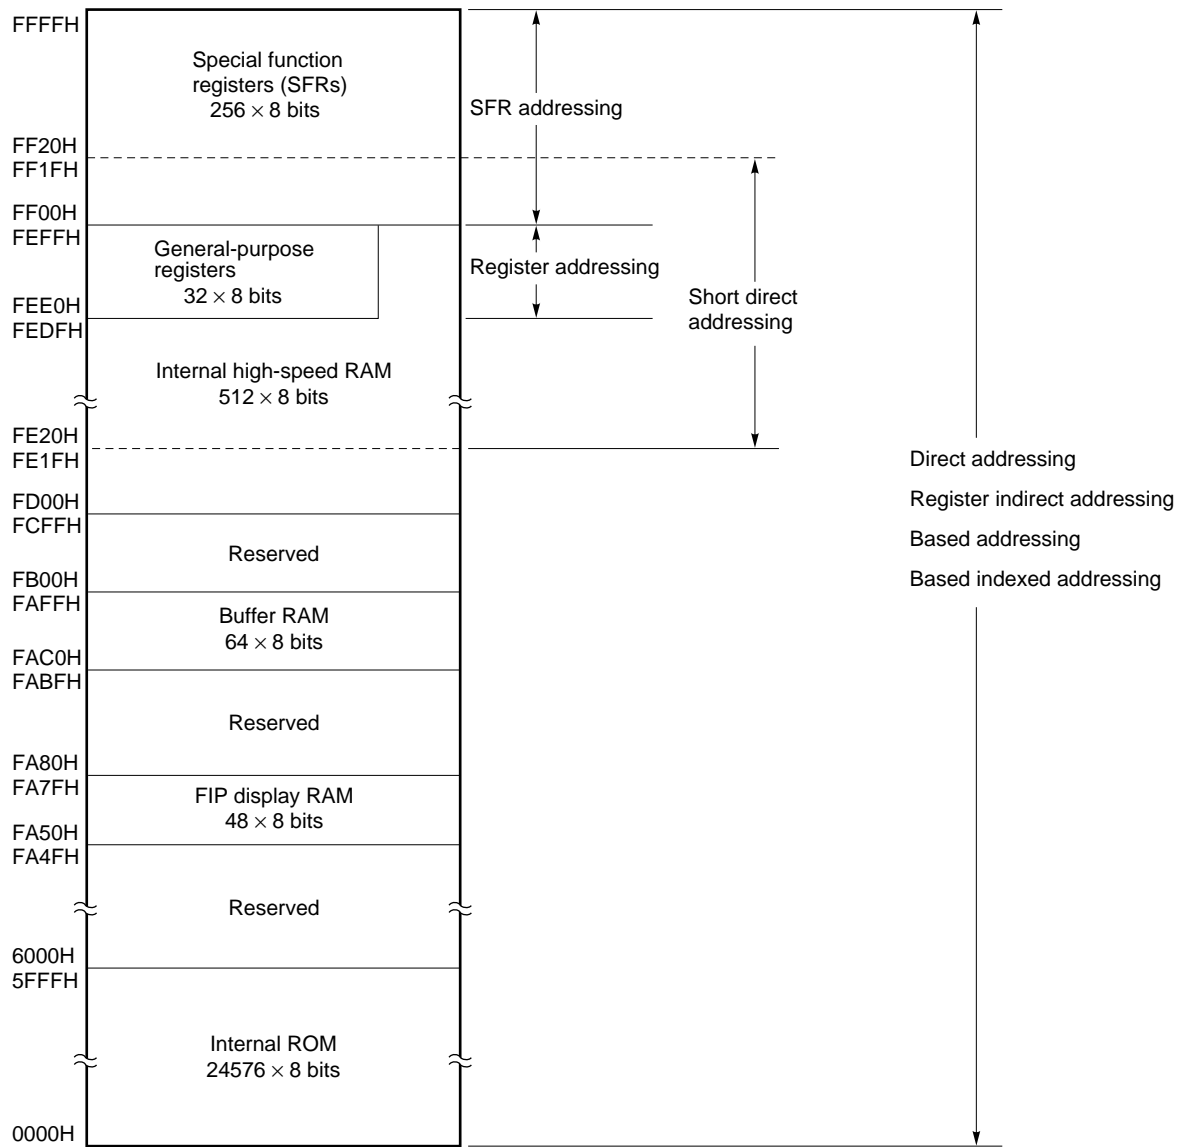 FFFFH
Special function
registers (SFRs)
256 × 8 bits
SFR addressing
FF20H
FF1FH
FF00H
FEFFH
General-purpose
registers
32 × 8 bits
Register addressing
FEE0H
FEDFH
Short direct
addressing
Internal high-speed RAM
512 × 8 bits
FE20H
FE1FH
Direct addressing
Register indirect addressing
Based addressing
Based indexed addressing
FD00H
FCFFH
Reserved
FB00H
FAFFH
Buffer RAM
64 × 8 bits
FAC0H
FABFH
Reserved
FA80H
FA7FH
FIP display RAM
48 × 8 bits
FA50H
FA4FH
Reserved
6000H
5FFFH
Internal ROM
24576 × 8 bits
0000H